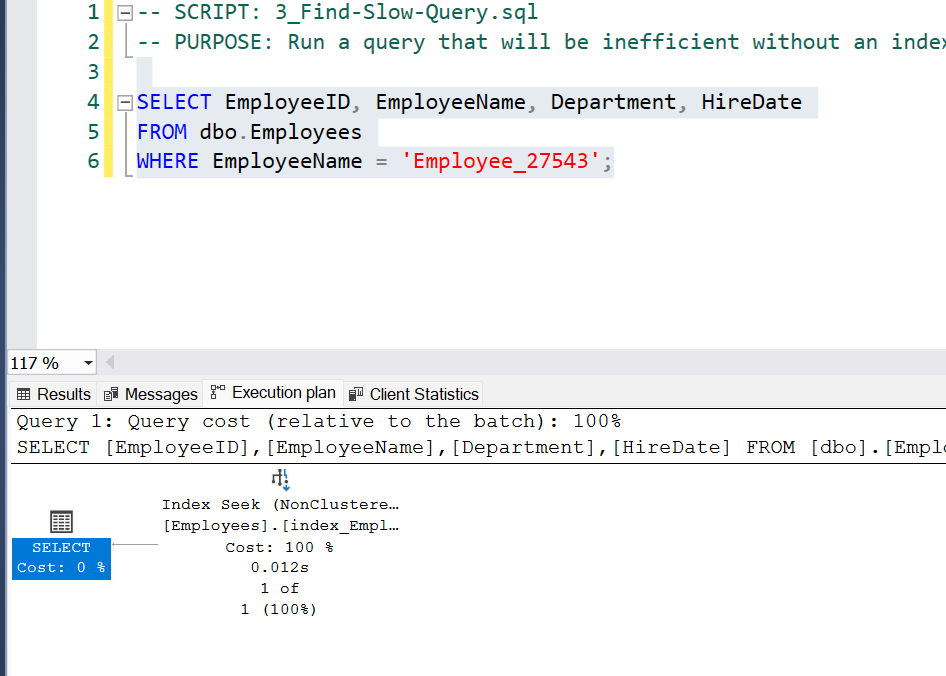 1 -- SCRIPT: 3_Find-Slow-Query.sql
2 -- PURPOSE: Run a query that will be inefficient without an index
3
4 SELECT EmployeeID, EmployeeName, Department, HireDate
5 FROM dbo.Employees
6 WHERE EmployeeName = 'Employee_27543';
117 %
Results Messages Execution plan Client Statistics
Query 1: Query cost (relative to the batch): 100%
SELECT [EmployeeID],[EmployeeName],[Department],[HireDate] FROM [dbo].[Emplo
Index Seek (NonClustere…
[Employees].[index_Empl…
Cost: 100 %
0.012s
1 of
1 (100%)
SELECT
Cost: 0 %